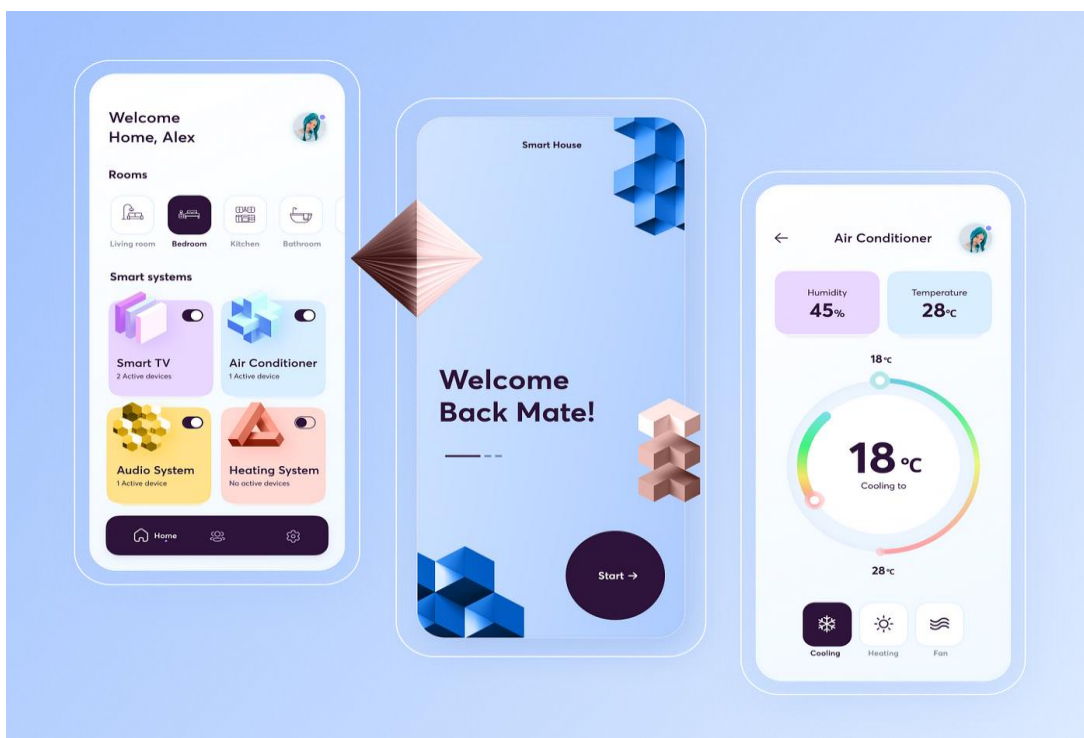 Welcome
Home, Alex
Rooms
Living room Bedroom Kitchen Bathroom
Smart systems
Smart TV
2 Active devices
Air Conditioner
1 Active device
Audio System
1 Active device
Heating System
No active devices
Home
Smart House
Welcome
Back Mate!
Start →
← Air Conditioner
Humidity
45%
Temperature
28°C
18°C
18 °C
Cooling to
28°C
Cooling Heating Fan